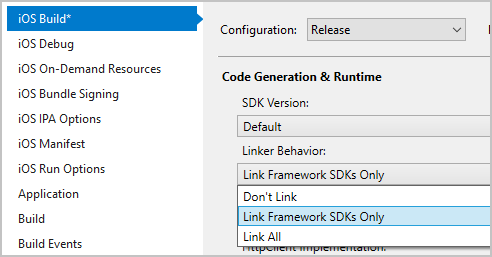 iOS Build*
iOS Debug
iOS On-Demand Resources
iOS Bundle Signing
iOS IPA Options
iOS Manifest
iOS Run Options
Application
Build
Build Events
Configuration:
Release
Code Generation & Runtime
SDK Version:
Default
Linker Behavior:
Link Framework SDKs Only
Don't Link
Link Framework SDKs Only
Link All
HttpClient Implementation: